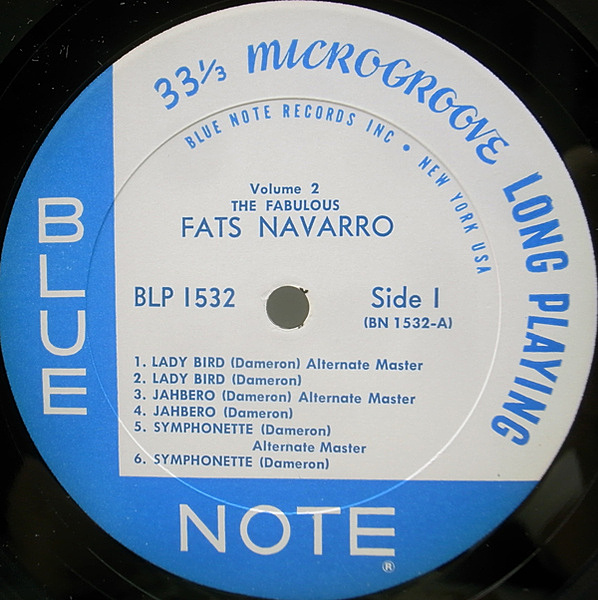 33⅓ MICROGROOVE LONG PLAYING
BLUE NOTE RECORDS INC • NEW YORK USA
Volume 2
THE FABULOUS
FATS NAVARRO
BLP 1532
Side 1
(BN 1532-A)
1. LADY BIRD (Dameron) Alternate Master
2. LADY BIRD (Dameron)
3. JAHBERO (Dameron) Alternate Master
4. JAHBERO (Dameron)
5. SYMPHONETTE (Dameron)
Alternate Master
6. SYMPHONETTE (Dameron)
BLUE
NOTE
®